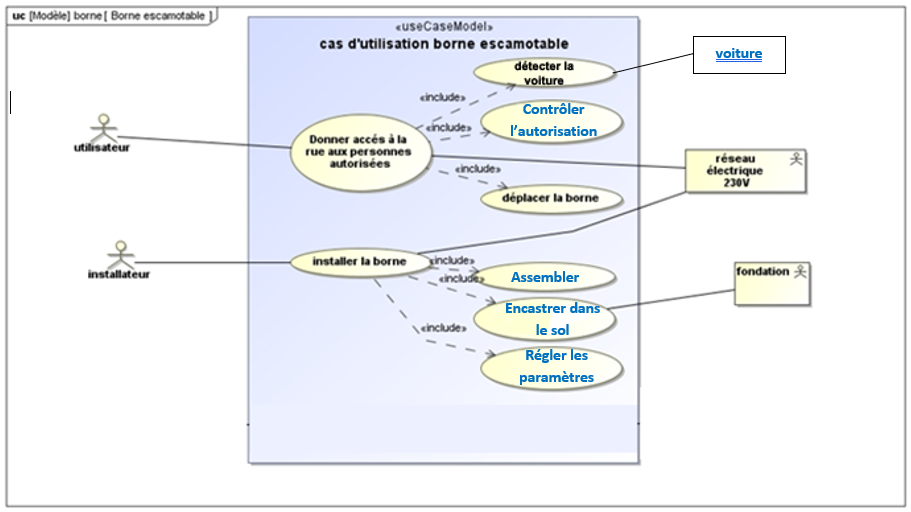 uc [Modèle] borne [ Borne escamotable ]
«useCaseModel»
cas d'utilisation borne escamotable
détecter la
voiture
voiture
«include»
Contrôler
l'autorisation
«include»
utilisateur
Donner accés à la
rue aux personnes
autorisées
réseau
électrique
230V
«include»
déplacer la borne
installateur
installer la borne
«include»
Assembler
«include»
fondation
Encastrer dans
le sol
«include»
Régler les
paramètres